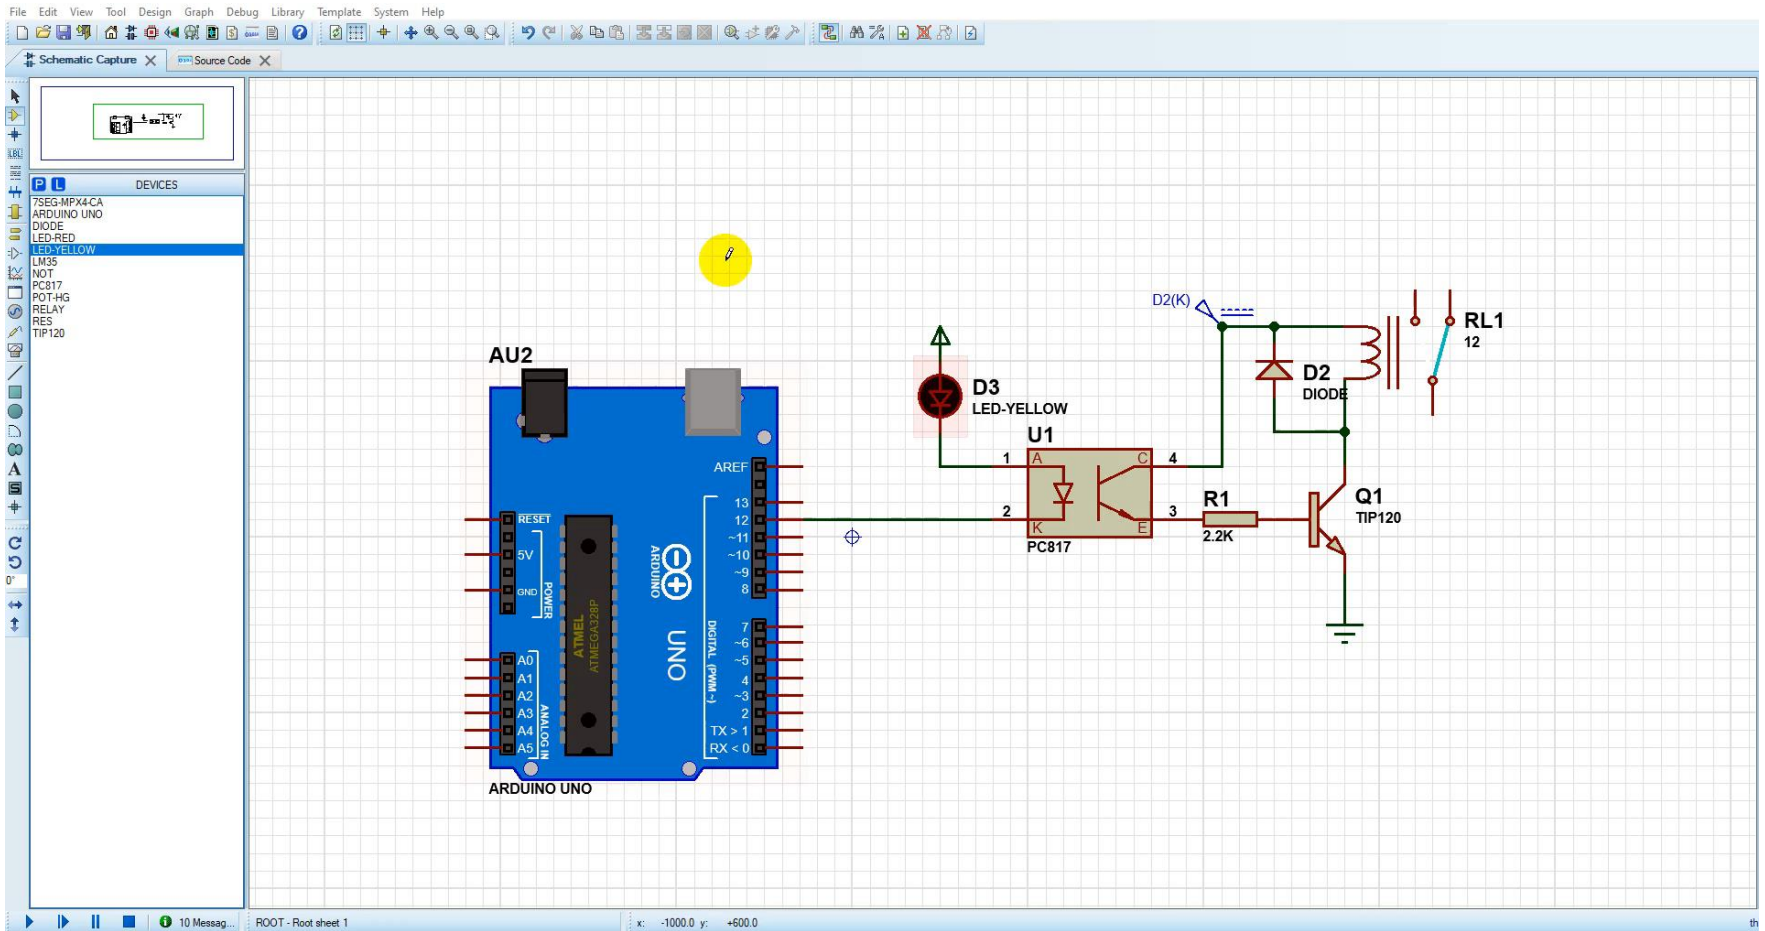 File Edit View Tool Design Graph Debug Library Template System Help
Schematic Capture
Source Code
P L DEVICES
7SEG-MPX4-CA
ARDUINO UNO
DIODE
LED-RED
LED-YELLOW
LM35
NOT
PC817
POT-HG
RELAY
RES
TIP120
LBL
A
S
0°
D2(K)
RL1
12
AU2
D3
LED-YELLOW
D2
DIODE
U1
1 A C 4
2 K E 3
PC817
R1
2.2K
Q1
TIP120
AREF
13
12
~11
~10
~9
8
7
~6
~5
4
~3
2
TX > 1
RX < 0
DIGITAL (PWM ~)
RESET
5V
GND
POWER
A0
A1
A2
A3
A4
A5
ANALOG IN
ATMEL
ATMEGA328P
ARDUINO
UNO
ARDUINO UNO
10 Messag...
ROOT - Root sheet 1
x: -1000.0 y: +600.0
th